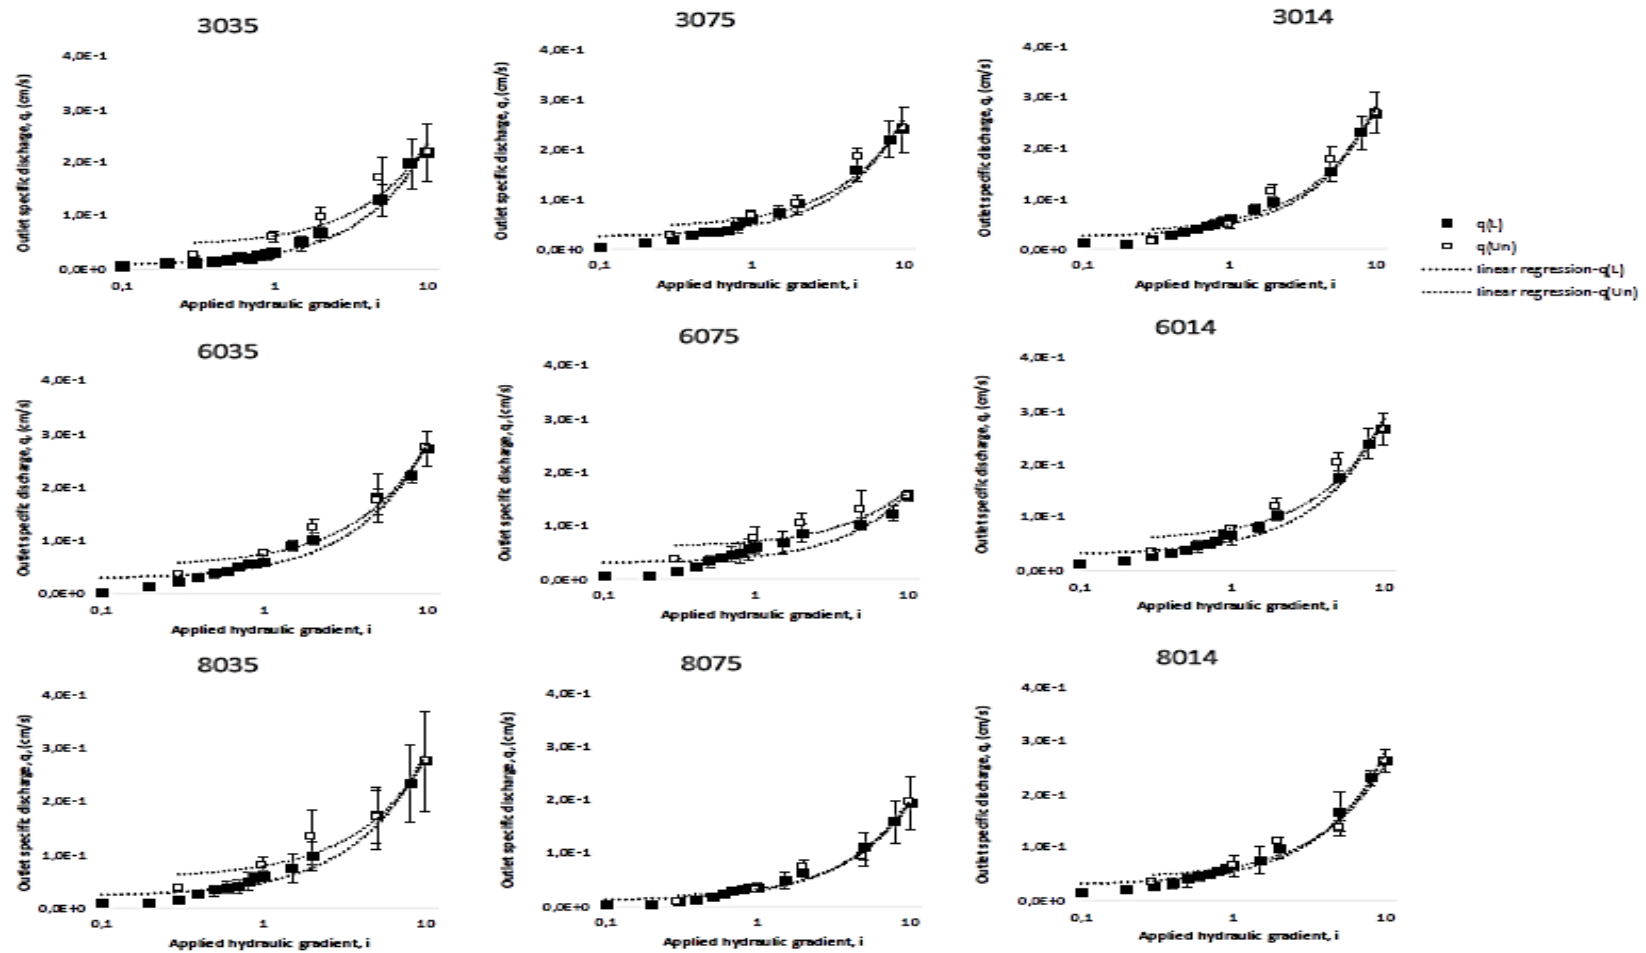 3035
Outlet specific discharge, q, (cm/s)
4,0E-1
3,0E-1
2,0E-1
1,0E-1
0,0E+0
0,1 1 10
Applied hydraulic gradient, i
3075
Outlet specific discharge, q, (cm/s)
4,0E-1
3,0E-1
2,0E-1
1,0E-1
0,0E+0
0,1 1 10
Applied hydraulic gradient, i
3014
Outlet specific discharge, q, (cm/s)
4,0E-1
3,0E-1
2,0E-1
1,0E-1
0,0E+0
0,1 1 10
Applied hydraulic gradient, i
q(L)
q(Un)
linear regression-q(L)
linear regression-q(Un)
6035
Outlet specific discharge, q, (cm/s)
4,0E-1
3,0E-1
2,0E-1
1,0E-1
0,0E+0
0,1 1 10
Applied hydraulic gradient, i
6075
Outlet specific discharge, q, (cm/s)
4,0E-1
3,0E-1
2,0E-1
1,0E-1
0,0E+0
0,1 1 10
Applied hydraulic gradient, i
6014
Outlet specific discharge, q, (cm/s)
4,0E-1
3,0E-1
2,0E-1
1,0E-1
0,0E+0
0,1 1 10
Applied hydraulic gradient, i
8035
Outlet specific discharge, q, (cm/s)
4,0E-1
3,0E-1
2,0E-1
1,0E-1
0,0E+0
0,1 1 10
Applied hydraulic gradient, i
8075
Outlet specific discharge, q, (cm/s)
4,0E-1
3,0E-1
2,0E-1
1,0E-1
0,0E+0
0,1 1 10
Applied hydraulic gradient, i
8014
Outlet specific discharge, q, (cm/s)
4,0E-1
3,0E-1
2,0E-1
1,0E-1
0,0E+0
0,1 1 10
Applied hydraulic gradient, i